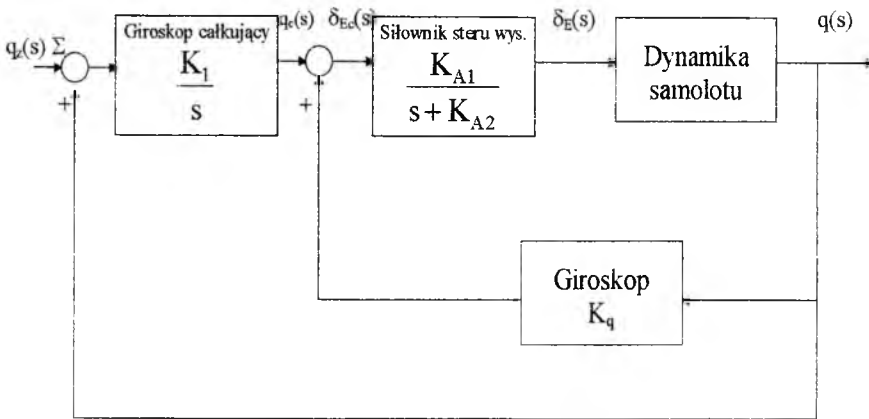 q_z(s) Σ
+
Giroskop całkujący
K_1
s
q_c(s)
+
δ_Ec(s)
Siłownik steru wys.
K_A1
s + K_A2
δ_E(s)
Dynamika
samolotu
q(s)
Giroskop
K_q